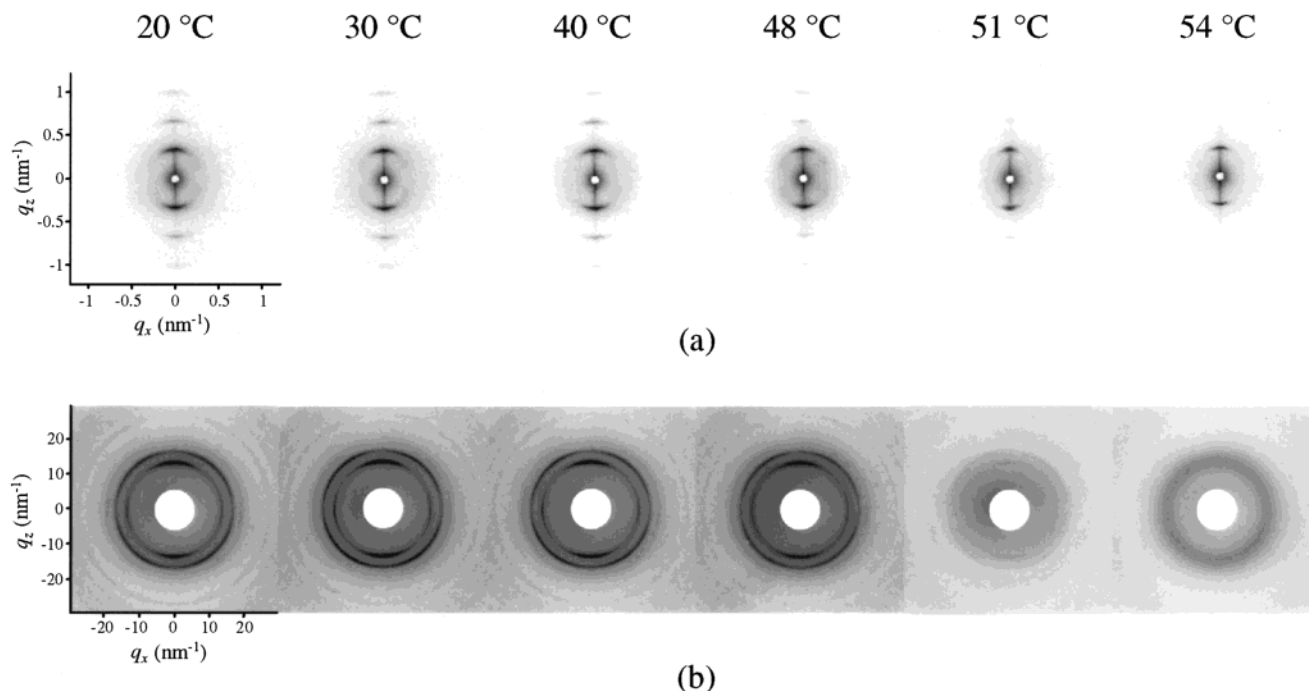 20 °C 30 °C 40 °C 48 °C 51 °C 54 °C
1
0.5
0
-0.5
-1
q_z (nm⁻¹)
-1 -0.5 0 0.5 1
q_x (nm⁻¹)
(a)
20
10
0
-10
-20
q_z (nm⁻¹)
-20 -10 0 10 20
q_x (nm⁻¹)
(b)